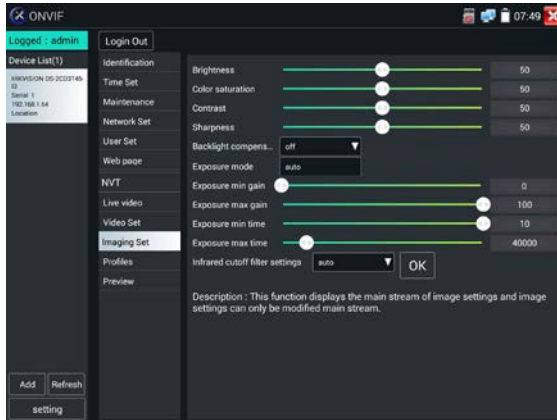 ONVIF
07:49
Logged : admin
Login Out
Device List(1)
HIKVISION DS-2CD3T45-
I3
Serial: 1
192.168.1.64
Location
Identification
Time Set
Maintenance
Network Set
User Set
Web page
NVT
Live video
Video Set
Imaging Set
Profiles
Preview
Brightness 50
Color saturation 50
Contrast 50
Sharpness 50
Backlight compens... off
Exposure mode auto
Exposure min gain 0
Exposure max gain 100
Exposure min time 10
Exposure max time 40000
Infrared cutoff filter settings auto OK
Description : This function displays the main stream of image settings and image
settings can only be modified main stream.
Add Refresh
setting